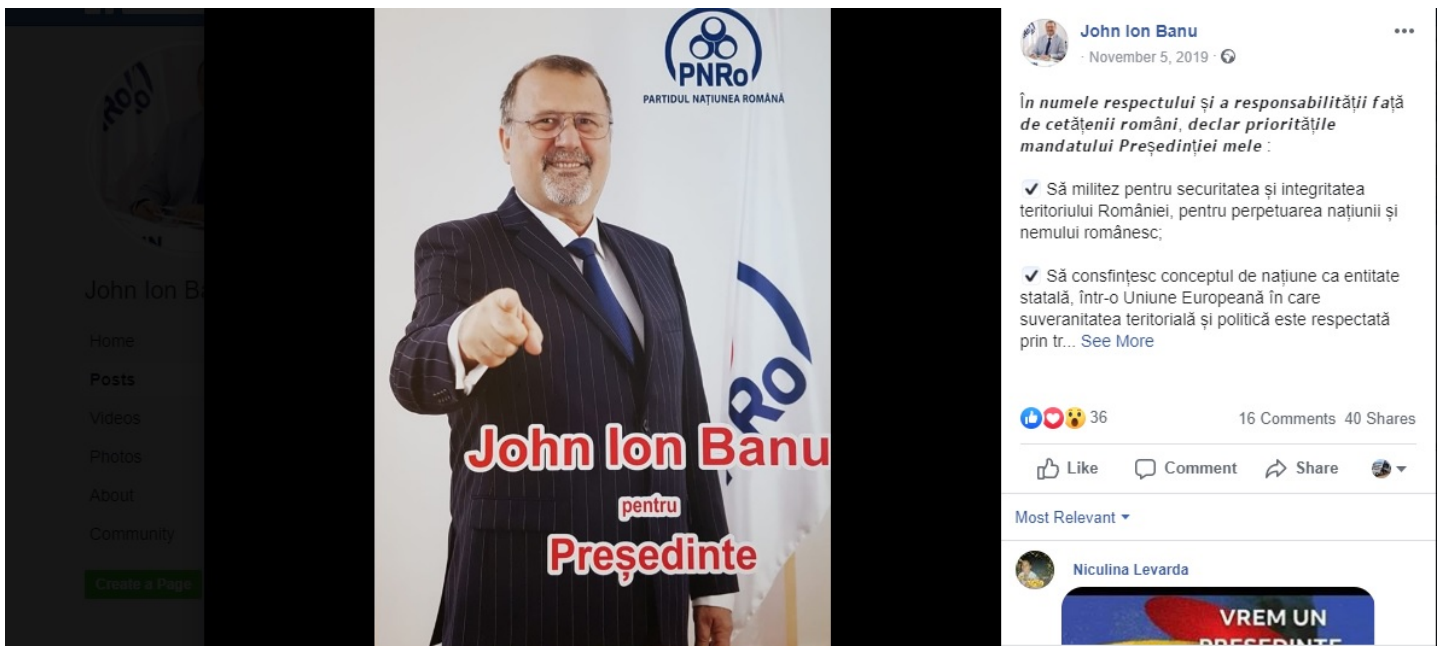 John Ion Ba
Home
Posts
Videos
Photos
About
Community
Create a Page
PNRo
PARTIDUL NAȚIUNEA ROMÂNĂ
Ro
John Ion Banu
pentru
Președinte
John Ion Banu
· November 5, 2019 ·
În numele respectului și a responsabilității față
de cetățenii români, declar prioritățile
mandatului Președinției mele :
✔ Să militez pentru securitatea și integritatea
teritoriului României, pentru perpetuarea națiunii și
nemului românesc;
✔ Să consfințesc conceptul de națiune ca entitate
statală, într-o Uniune Europeană în care
suveranitatea teritorială și politică este respectată
prin tr... See More
36
16 Comments 40 Shares
Like Comment Share
Most Relevant
Niculina Levarda
VREM UN
PRESEDINTE